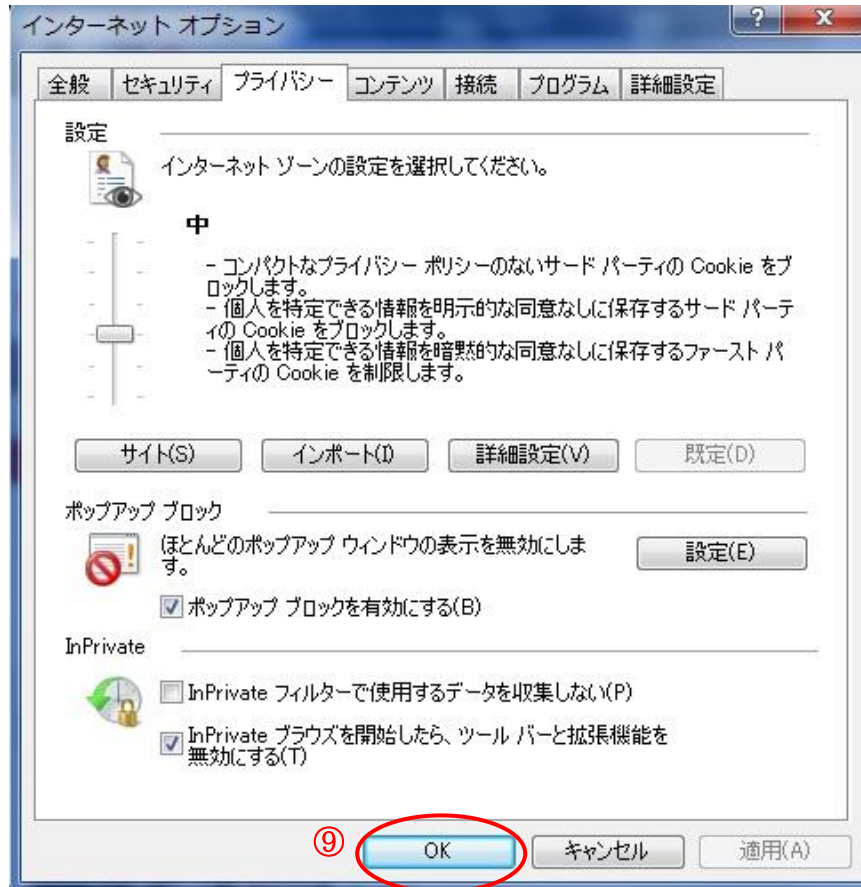 インターネット オプション
?
X
全般 セキュリティ プライバシー コンテンツ 接続 プログラム 詳細設定
設定
インターネット ゾーンの設定を選択してください。
中
- コンパクトなプライバシー ポリシーのないサード パーティの Cookie をブ
ロックします。
- 個人を特定できる情報を明示的な同意なしに保存するサード パーテ
ィの Cookie をブロックします。
- 個人を特定できる情報を暗黙的な同意なしに保存するファースト パ
ーティの Cookie を制限します。
サイト(S) インポート(I) 詳細設定(V) 既定(D)
ポップアップ ブロック
ほとんどのポップアップ ウィンドウの表示を無効にしま
す。
設定(E)
ポップアップ ブロックを有効にする(B)
InPrivate
InPrivate フィルターで使用するデータを収集しない(P)
InPrivate ブラウズを開始したら、ツール バーと拡張機能を
無効にする(T)
⑨ OK キャンセル 適用(A)